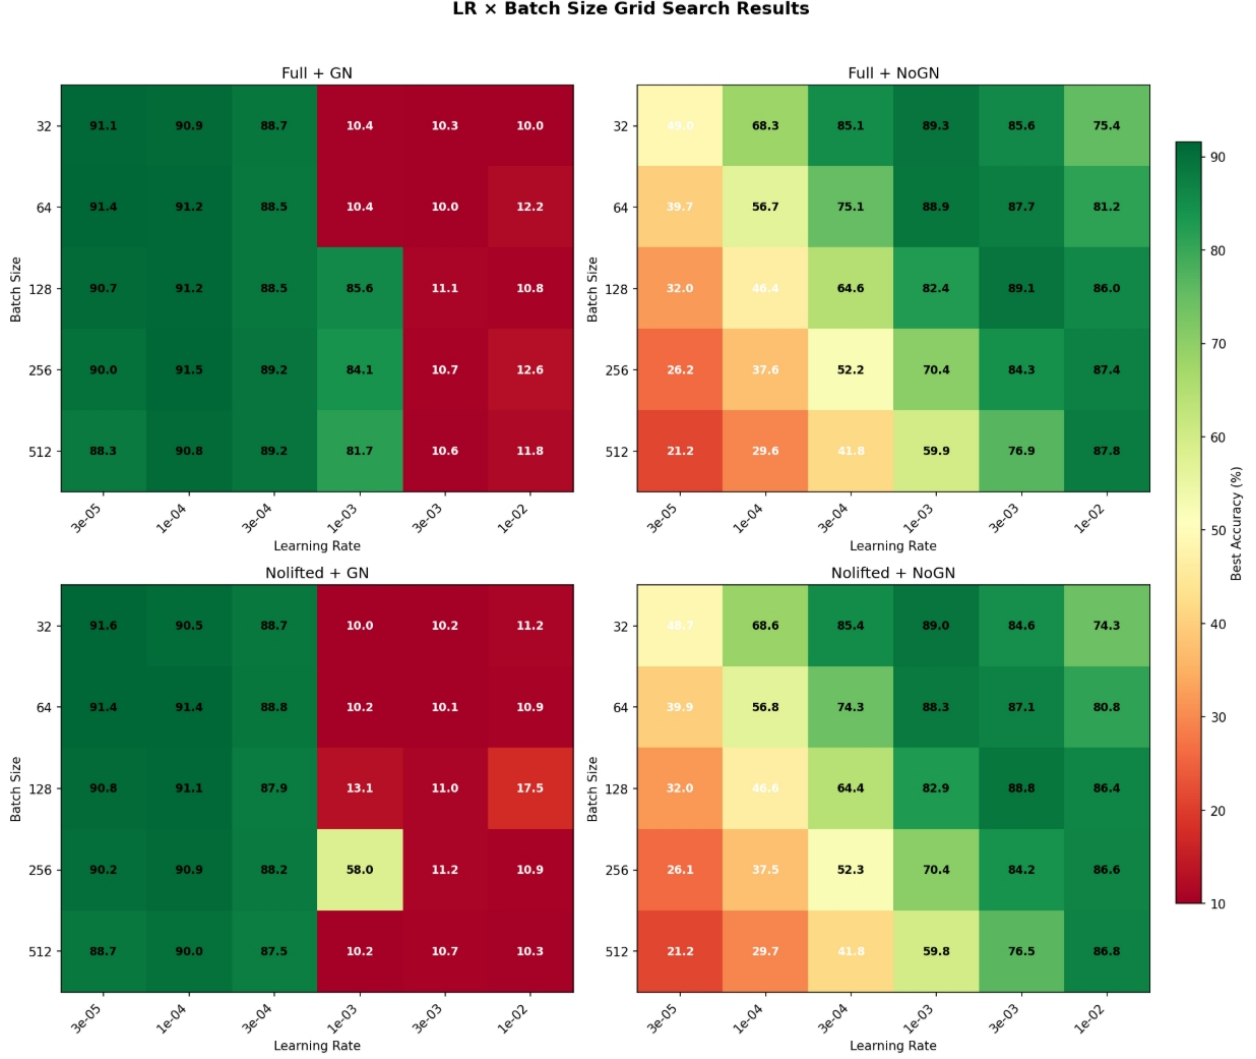 LR × Batch Size Grid Search Results
Full + GN
Batch Size
32 91.1 90.9 88.7 10.4 10.3 10.0
64 91.4 91.2 88.5 10.4 10.0 12.2
128 90.7 91.2 88.5 85.6 11.1 10.8
256 90.0 91.5 89.2 84.1 10.7 12.6
512 88.3 90.8 89.2 81.7 10.6 11.8
3e-05 1e-04 3e-04 1e-03 3e-03 1e-02
Learning Rate
Full + NoGN
Batch Size
32 49.0 68.3 85.1 89.3 85.6 75.4
64 39.7 56.7 75.1 88.9 87.7 81.2
128 32.0 46.4 64.6 82.4 89.1 86.0
256 26.2 37.6 52.2 70.4 84.3 87.4
512 21.2 29.6 41.8 59.9 76.9 87.8
3e-05 1e-04 3e-04 1e-03 3e-03 1e-02
Learning Rate
Nolifted + GN
Batch Size
32 91.6 90.5 88.7 10.0 10.2 11.2
64 91.4 91.4 88.8 10.2 10.1 10.9
128 90.8 91.1 87.9 13.1 11.0 17.5
256 90.2 90.9 88.2 58.0 11.2 10.9
512 88.7 90.0 87.5 10.2 10.7 10.3
3e-05 1e-04 3e-04 1e-03 3e-03 1e-02
Learning Rate
Nolifted + NoGN
Batch Size
32 48.7 68.6 85.4 89.0 84.6 74.3
64 39.9 56.8 74.3 88.3 87.1 80.8
128 32.0 46.6 64.4 82.9 88.8 86.4
256 26.1 37.5 52.3 70.4 84.2 86.6
512 21.2 29.7 41.8 59.8 76.5 86.8
3e-05 1e-04 3e-04 1e-03 3e-03 1e-02
Learning Rate
90
80
70
60
50
40
30
20
10
Best Accuracy (%)